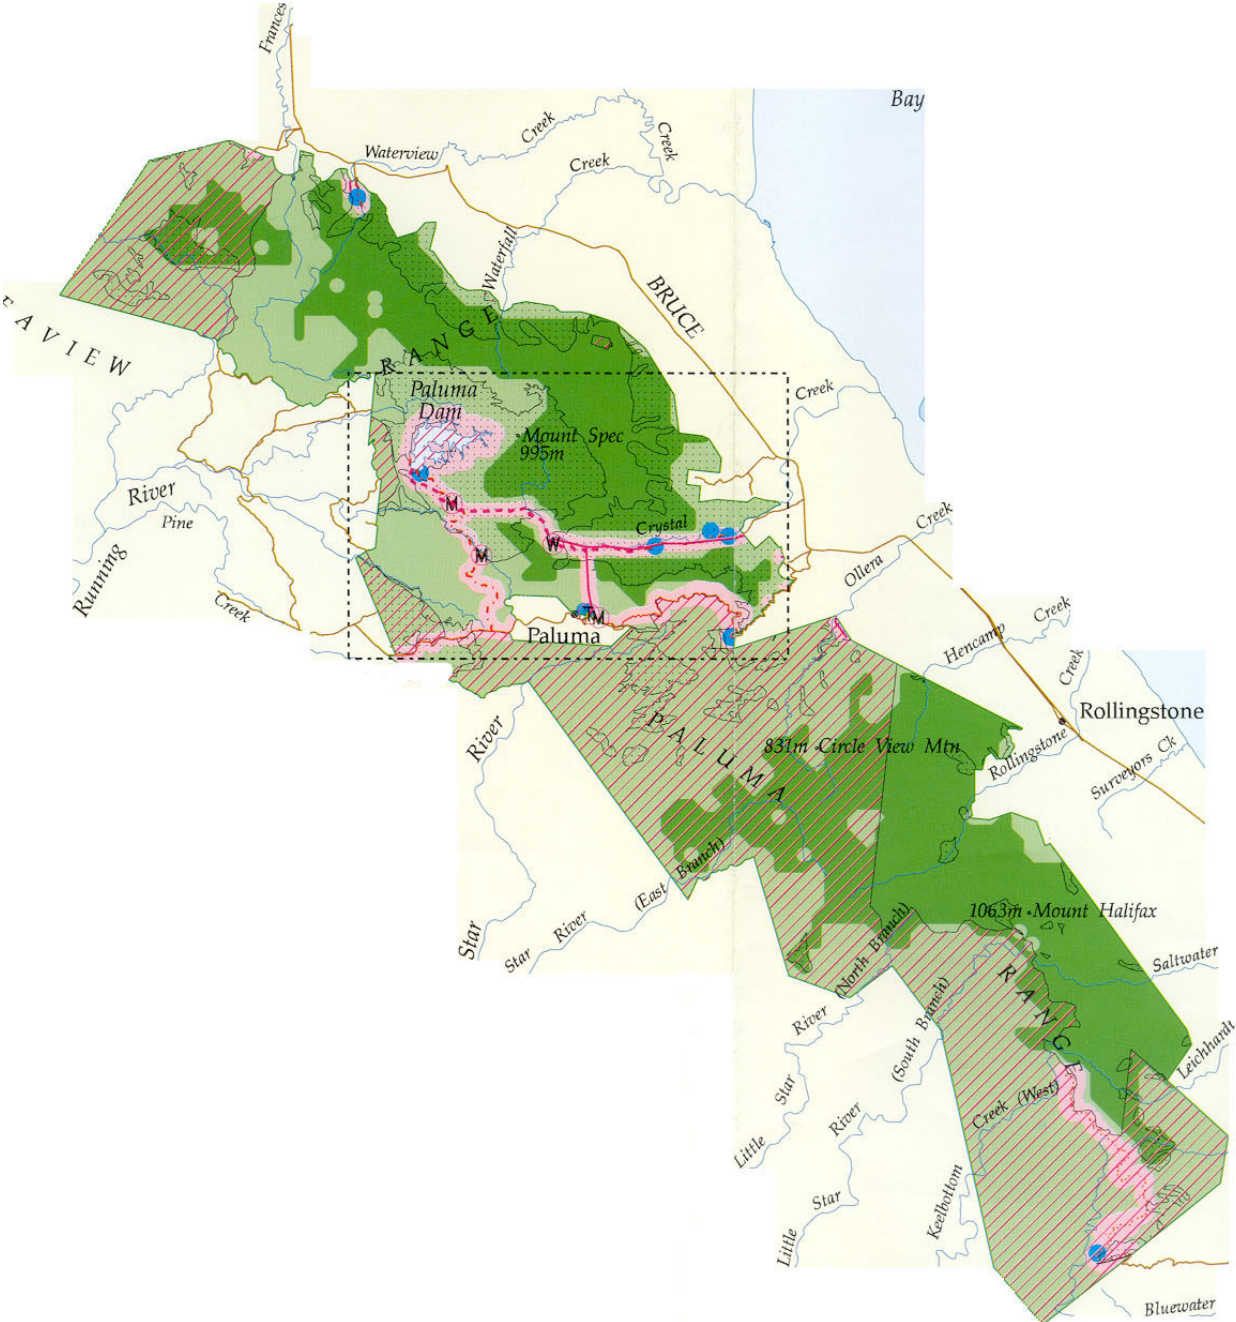 Frances
Bay
Creek
Creek
Waterview
Creek
Waterfall
BRUCE
EAVIEW
RANGE
Paluma
Dam
Mount Spec
995m
Creek
River
Pine
Running
Creek
M
W
M
Crystal
M
Paluma
Creek
Ollera
Creek
Hencamp
Creek
Rollingstone
Rollingstone
Surveyors Ck
River
Star
PALUMA
831m Circle View Mtn
(East Branch)
River
Star
1063m Mount Halifax
(North Branch)
RANGE
Saltwater
River
(South Branch)
Leichhardt
Star
River
Creek (West)
Little
Star
Keelbottom
Little
Bluewater